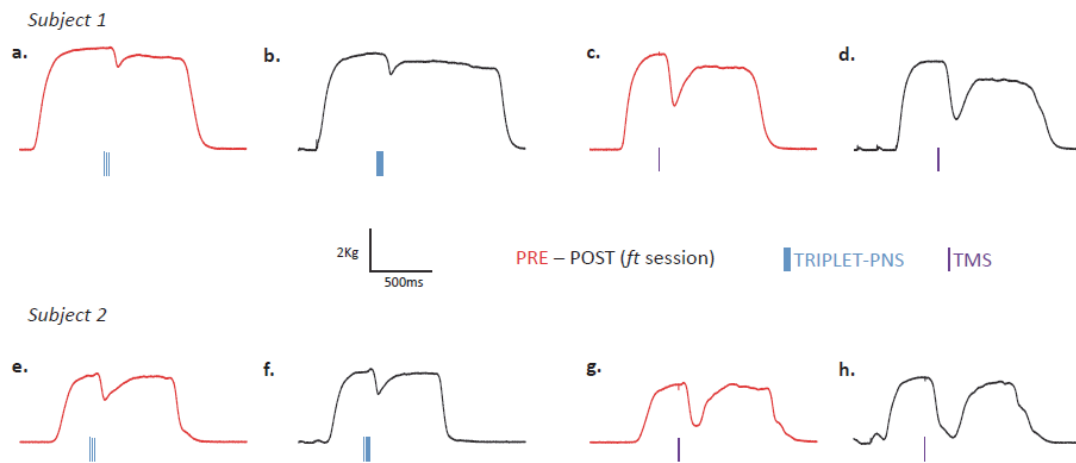 Subject 1
a. b. c. d.
2Kg
500ms
PRE – POST (ft session) TRIPLET-PNS TMS
Subject 2
e. f. g. h.